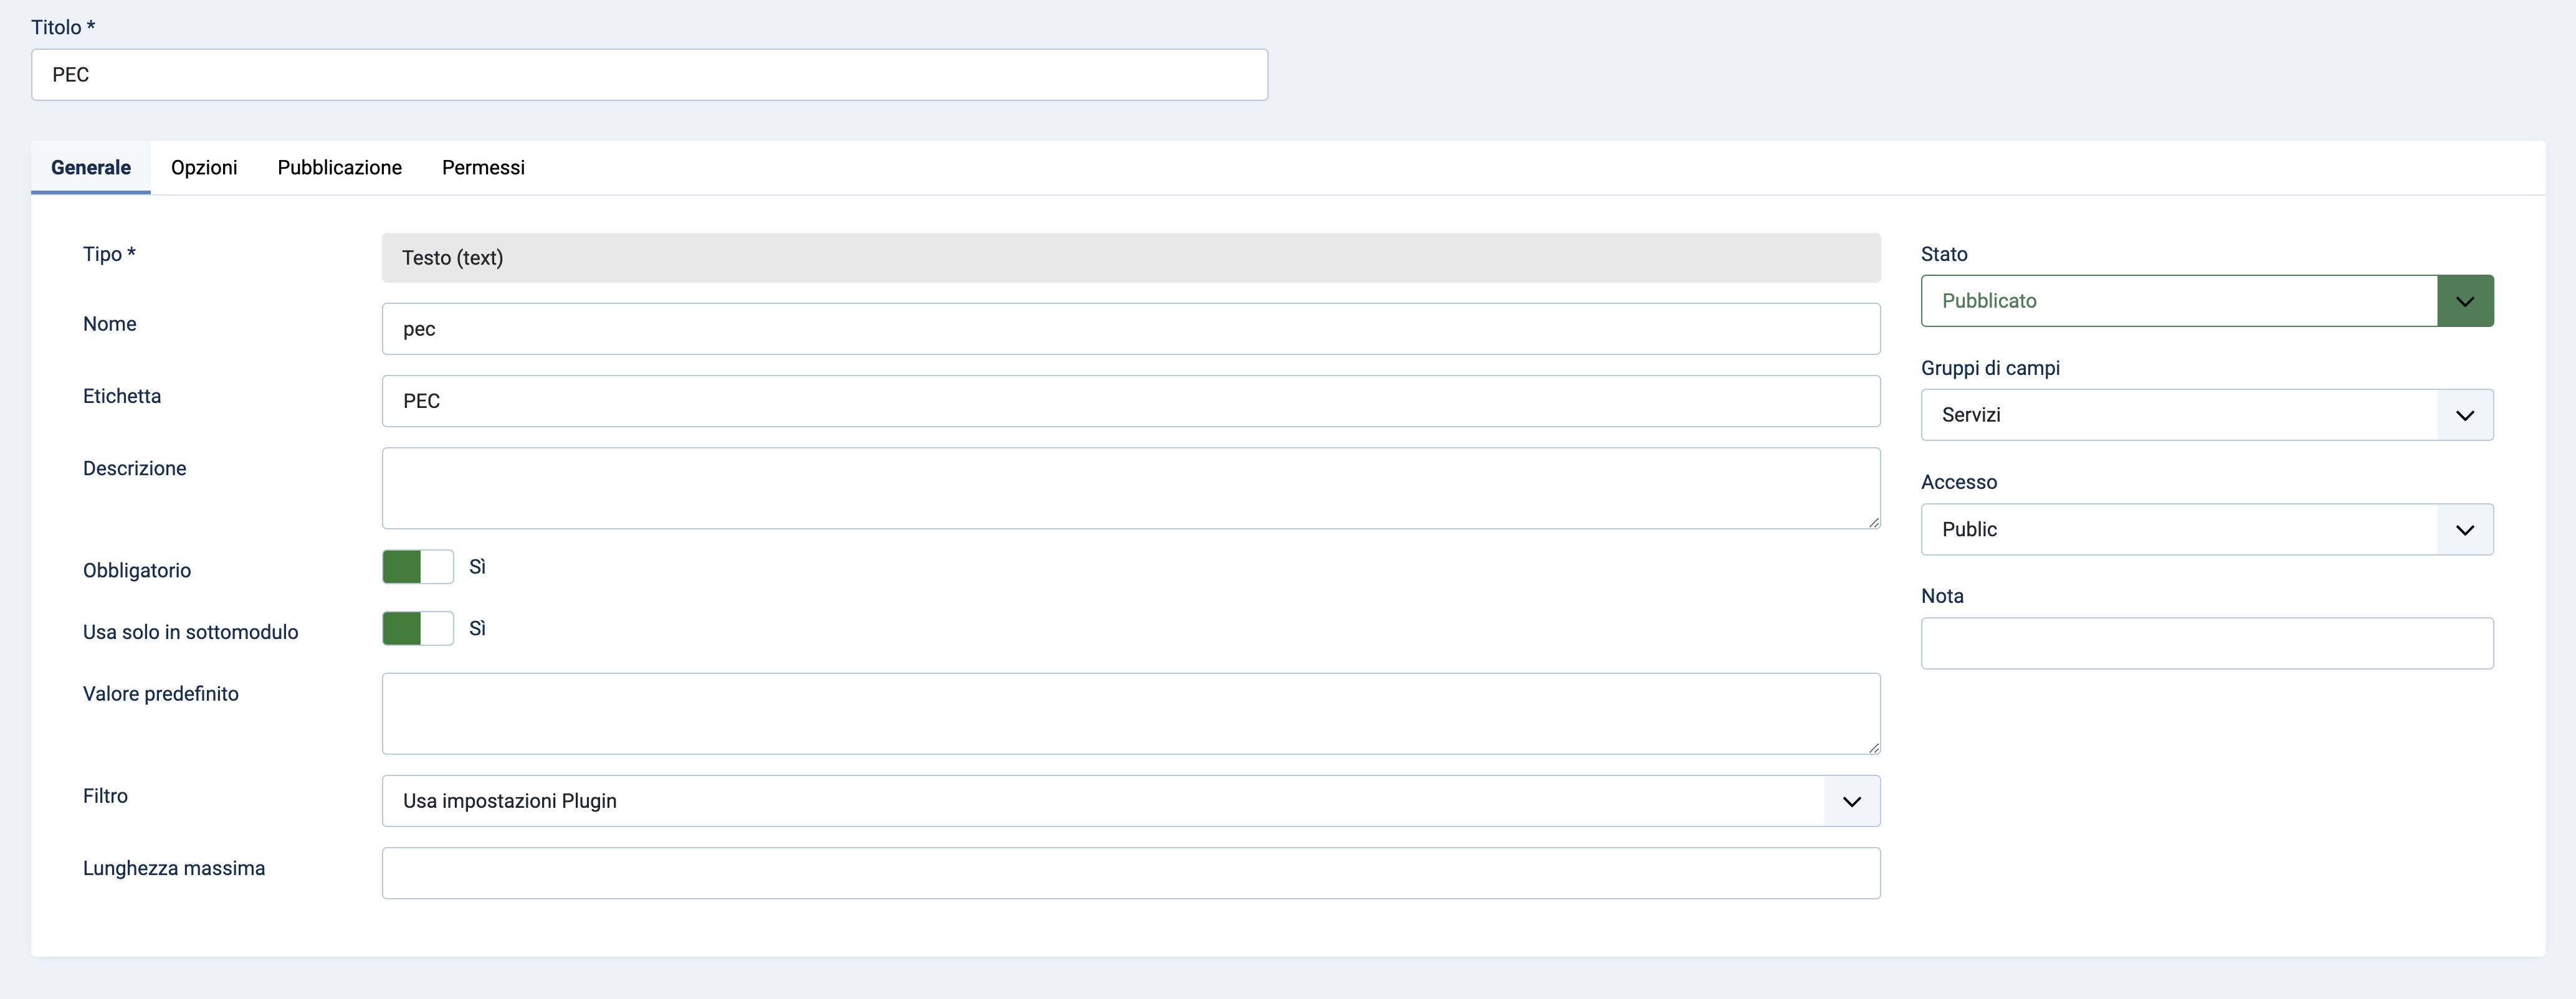 Titolo *
PEC
Generale Opzioni Pubblicazione Permessi
Tipo *
Testo (text)
Nome
pec
Etichetta
PEC
Descrizione
Obbligatorio
Sì
Usa solo in sottomodulo
Sì
Valore predefinito
Filtro
Usa impostazioni Plugin
Lunghezza massima
Stato
Pubblicato
Gruppi di campi
Servizi
Accesso
Public
Nota